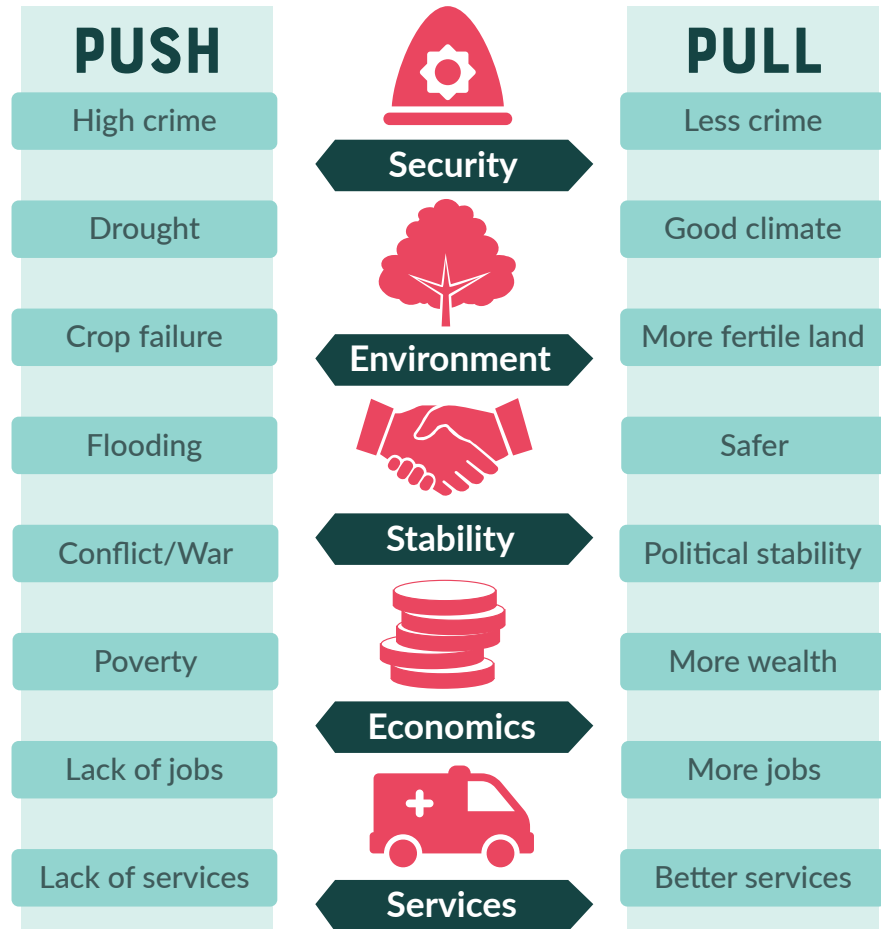 PUSH
High crime
Drought
Crop failure
Flooding
Conflict/War
Poverty
Lack of jobs
Lack of services
Security
Environment
Stability
Economics
Services
PULL
Less crime
Good climate
More fertile land
Safer
Political stability
More wealth
More jobs
Better services